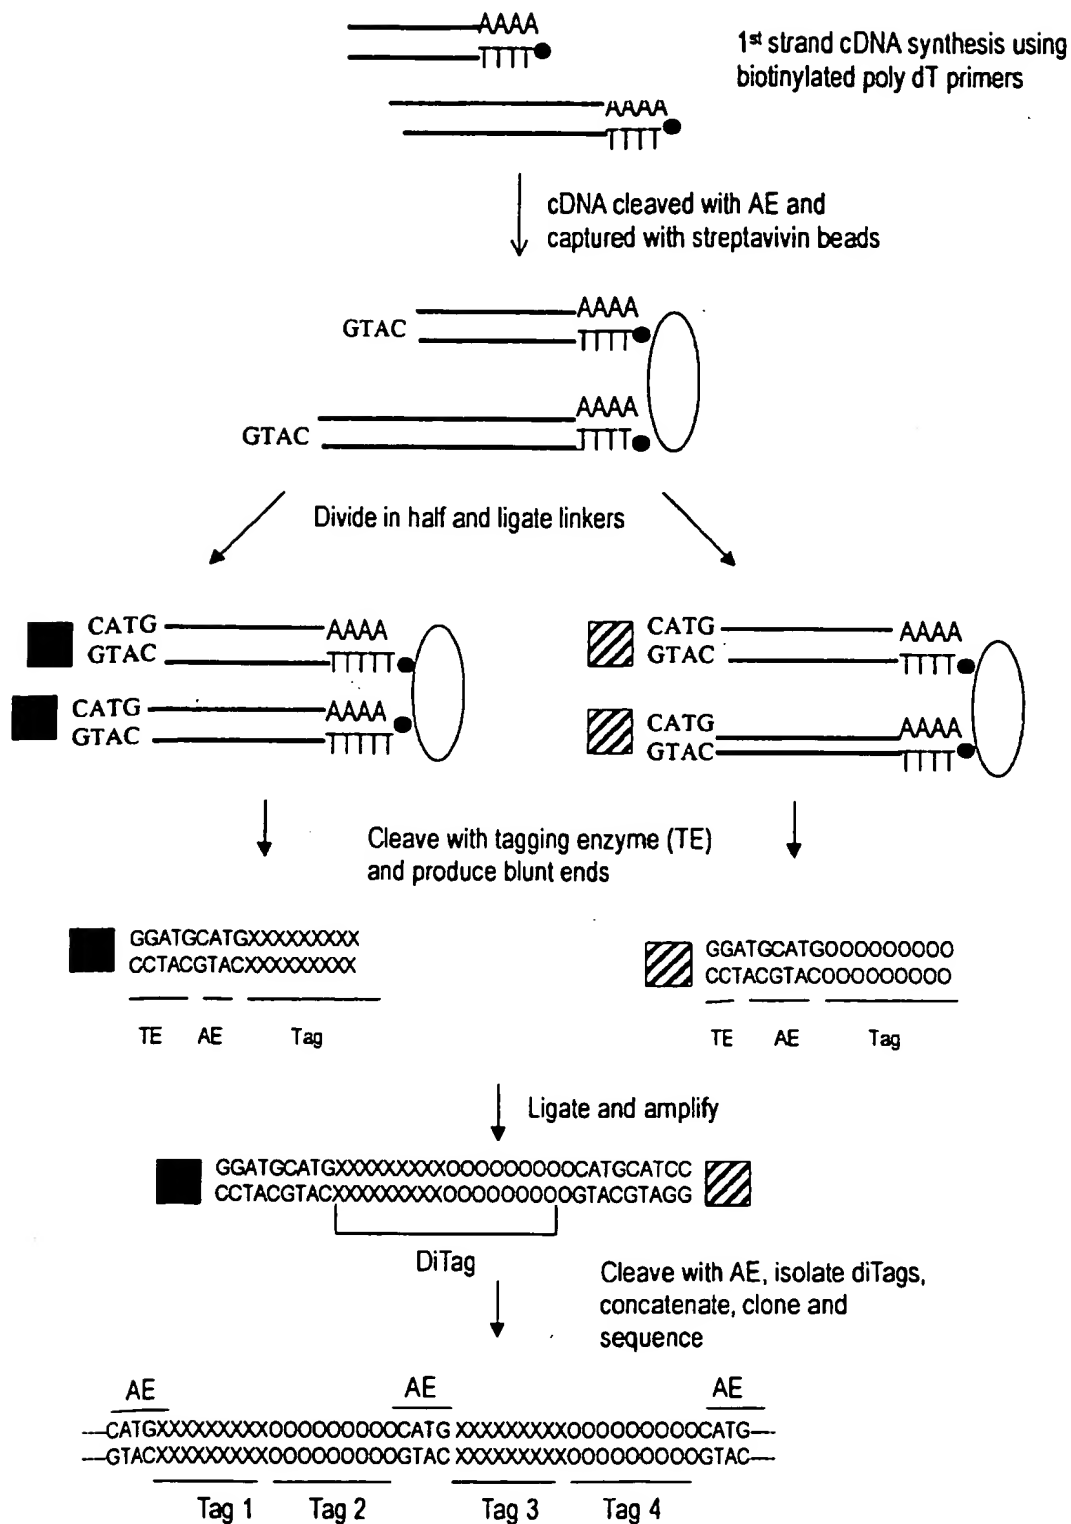 AAAA
TTTT
1st strand cDNA synthesis using
biotinylated poly dT primers
AAAA
TTTT
cDNA cleaved with AE and
captured with streptavivin beads
AAAA
GTAC
TTTT
AAAA
GTAC
TTTT
Divide in half and ligate linkers
CATG AAAA
GTAC TTTTT
CATG AAAA
GTAC TTTTT
CATG AAAA
GTAC TTTT
CATG AAAA
GTAC TTTT
Cleave with tagging enzyme (TE)
and produce blunt ends
GGATGCATGXXXXXXXXX
CCTACGTACXXXXXXXXX
TE AE Tag
GGATGCATGOOOOOOOOO
CCTACGTACOOOOOOOOO
TE AE Tag
Ligate and amplify
GGATGCATGXXXXXXXXXOOOOOOOOOCATGCATCC
CCTACGTACXXXXXXXXXOOOOOOOOOGTACGTAGG
DiTag
Cleave with AE, isolate diTags,
concatenate, clone and
sequence
AE AE AE
—CATGXXXXXXXXXOOOOOOOOOCATGXXXXXXXXXOOOOOOOOOCATG—
—GTACXXXXXXXXXOOOOOOOOOGTACXXXXXXXXXOOOOOOOOOGTAC—
Tag 1 Tag 2 Tag 3 Tag 4